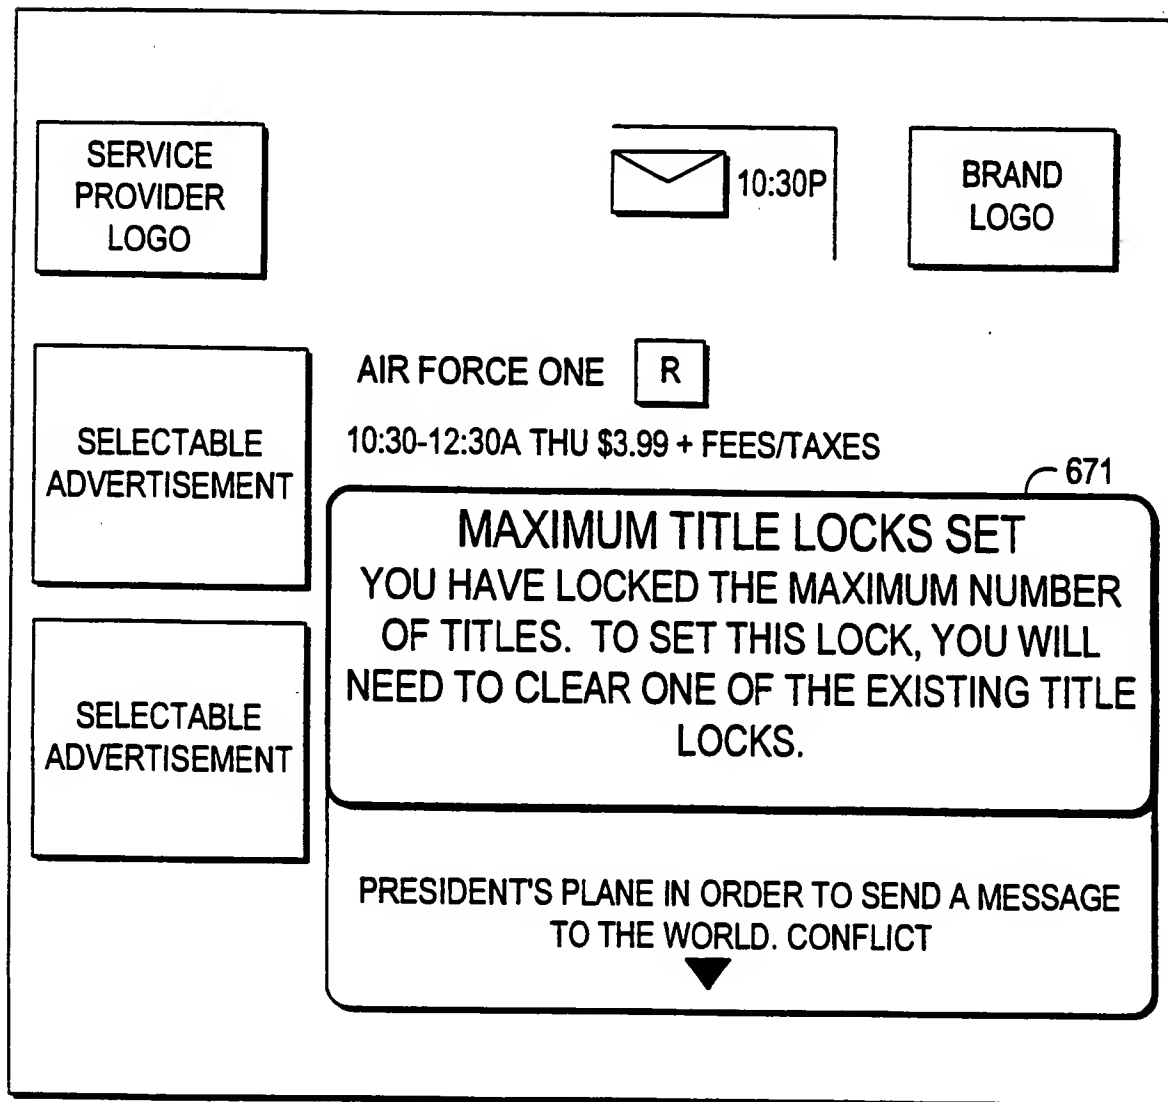 SERVICE
PROVIDER
LOGO
10:30P
BRAND
LOGO
AIR FORCE ONE R
10:30-12:30A THU $3.99 + FEES/TAXES
SELECTABLE
ADVERTISEMENT
671
MAXIMUM TITLE LOCKS SET
YOU HAVE LOCKED THE MAXIMUM NUMBER
OF TITLES. TO SET THIS LOCK, YOU WILL
NEED TO CLEAR ONE OF THE EXISTING TITLE
LOCKS.
SELECTABLE
ADVERTISEMENT
PRESIDENT'S PLANE IN ORDER TO SEND A MESSAGE
TO THE WORLD. CONFLICT